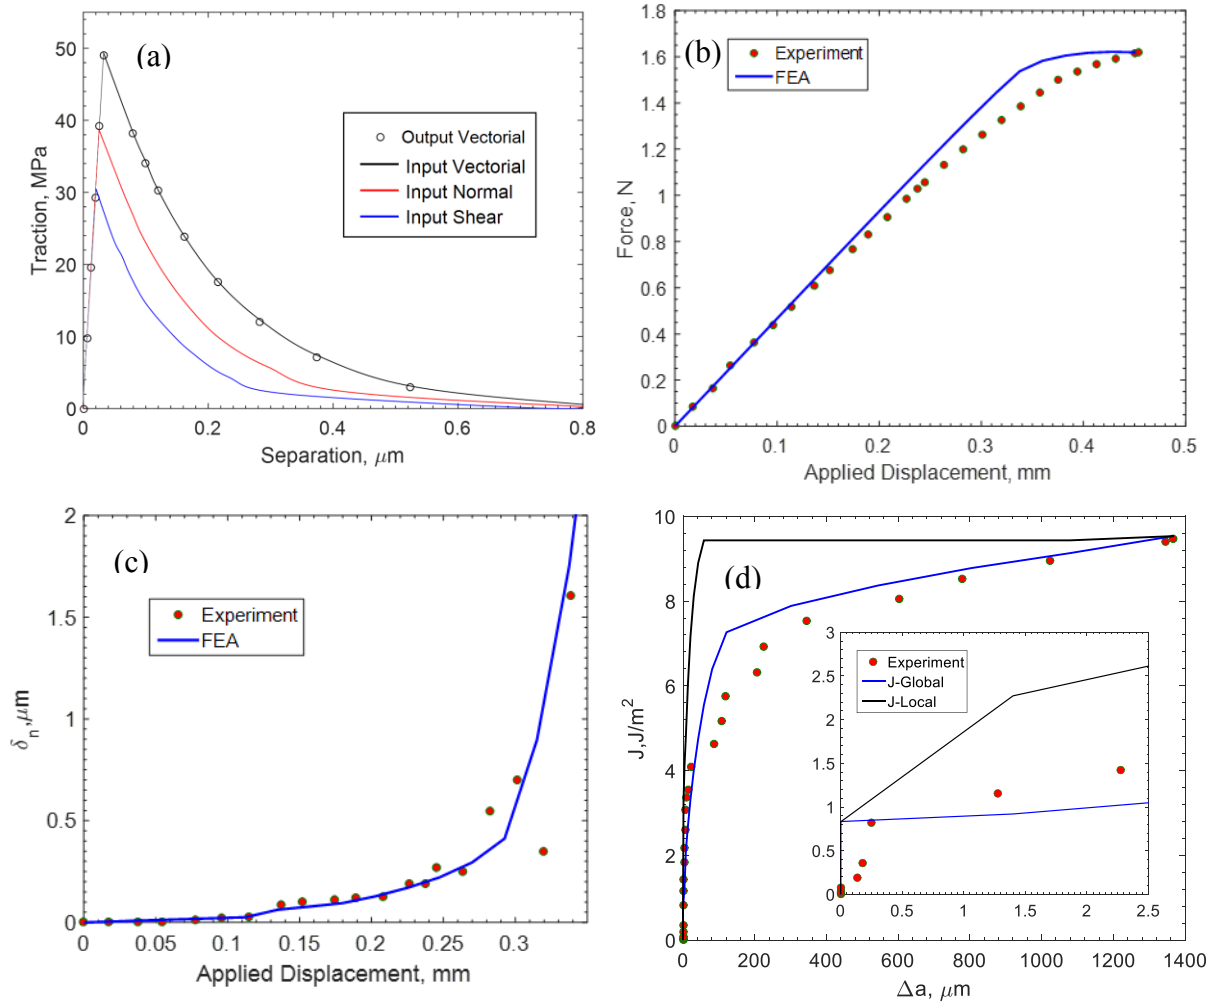 (a)
50
40
30
20
10
0
Traction, MPa
Output Vectorial
Input Vectorial
Input Normal
Input Shear
0 0.2 0.4 0.6 0.8
Separation, μm
(b)
1.8
1.6
1.4
1.2
1
0.8
0.6
0.4
0.2
0
Force, N
Experiment
FEA
0 0.1 0.2 0.3 0.4 0.5
Applied Displacement, mm
(c)
2
1.5
1
0.5
0
δn,μm
Experiment
FEA
0 0.05 0.1 0.15 0.2 0.25 0.3
Applied Displacement, mm
(d)
10
8
6
4
2
0
J,J/m²
3
2.5
2
1.5
1
0.5
0
Experiment
J-Global
J-Local
0 0.5 1 1.5 2 2.5
0 200 400 600 800 1000 1200 1400
Δa, μm